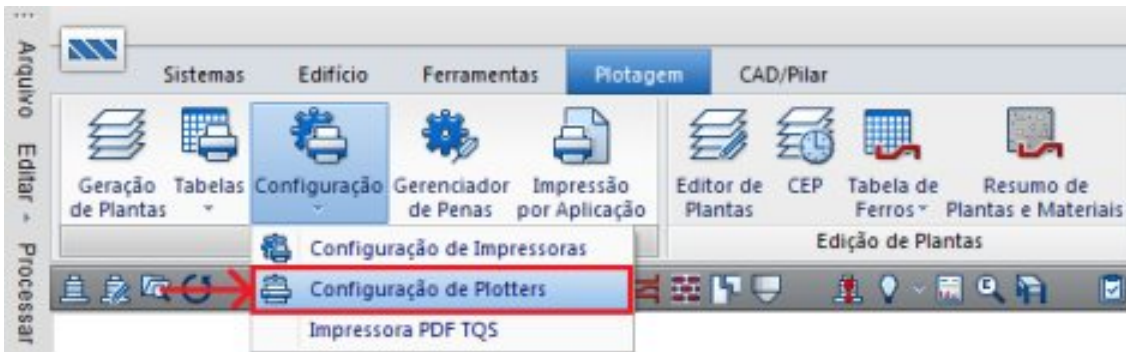 Arquivo Editar Processar
Sistemas Edifício Ferramentas Plotagem CAD/Pilar
Geração de Plantas
Tabelas
Configuração
Gerenciador de Penas
Impressão por Aplicação
Editor de Plantas
CEP
Tabela de Ferros
Resumo de Plantas e Materiais
Edição de Plantas
Configuração de Impressoras
Configuração de Plotters
Impressora PDF TQS